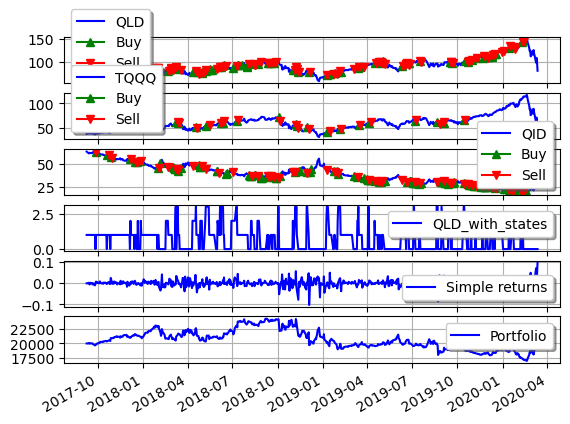 QLD
Buy
Sell
150
100
TQQQ
Buy
Sell
100
50
QID
Buy
Sell
50
25
QLD_with_states
2.5
0.0
0.1
0.0
−0.1
Simple returns
Portfolio
22500
20000
17500
2017-10
2018-01
2018-04
2018-07
2018-10
2019-01
2019-04
2019-07
2019-10
2020-01
2020-04